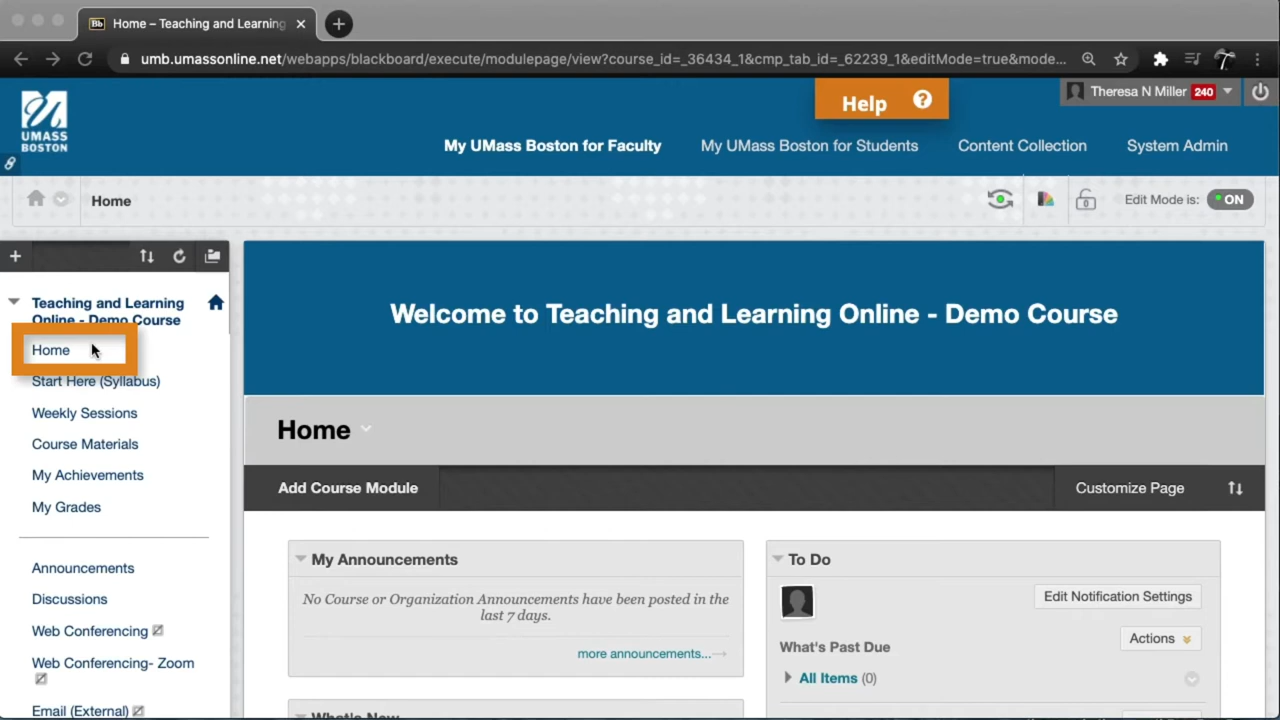 Bb Home – Teaching and Learning
umb.umassonline.net/webapps/blackboard/execute/modulepage/view?course_id=_36434_1&cmp_tab_id=_62239_1&editMode=true&mode...
UMASS
BOSTON
Help ?
Theresa N Miller 240
My UMass Boston for Faculty
My UMass Boston for Students
Content Collection
System Admin
Home
Edit Mode is: ON
Teaching and Learning
Online - Demo Course
Home
Start Here (Syllabus)
Weekly Sessions
Course Materials
My Achievements
My Grades
Announcements
Discussions
Web Conferencing
Web Conferencing- Zoom
Email (External)
Welcome to Teaching and Learning Online - Demo Course
Home
Add Course Module
Customize Page
My Announcements
No Course or Organization Announcements have been posted in the
last 7 days.
more announcements...
What's New
To Do
Edit Notification Settings
Actions
What's Past Due
All Items (0)